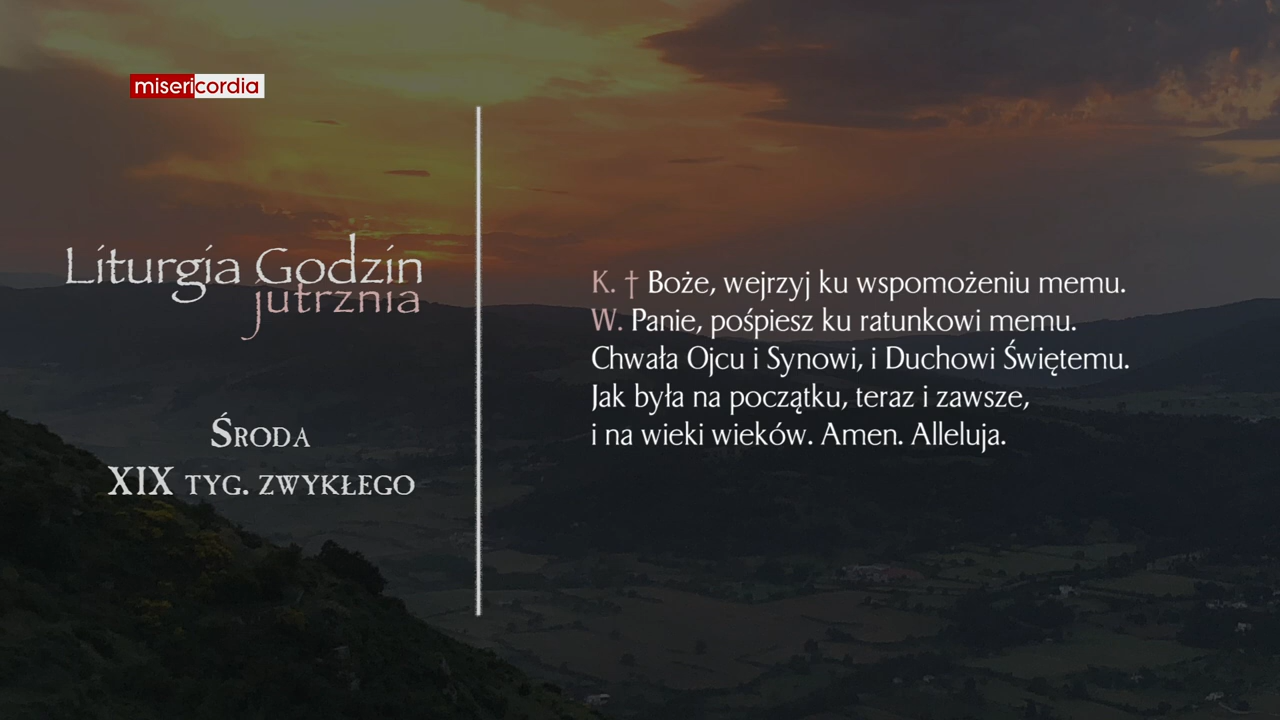 misericordia
Liturgia Godzin
jutrznia
Środa
XIX tyg. zwykłego
K. † Boże, wejrzyj ku wspomożeniu memu.
W. Panie, pośpiesz ku ratunkowi memu.
Chwała Ojcu i Synowi, i Duchowi Świętemu.
Jak była na początku, teraz i zawsze,
i na wieki wieków. Amen. Alleluja.